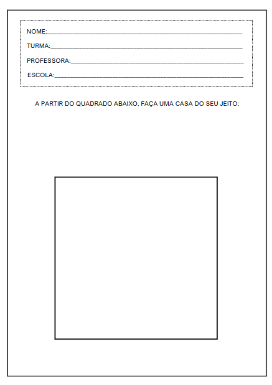 NOME:
TURMA:
PROFESSORA:
ESCOLA:
A PARTIR DO QUADRADO ABAIXO, FAÇA UMA CASA DO SEU JEITO: